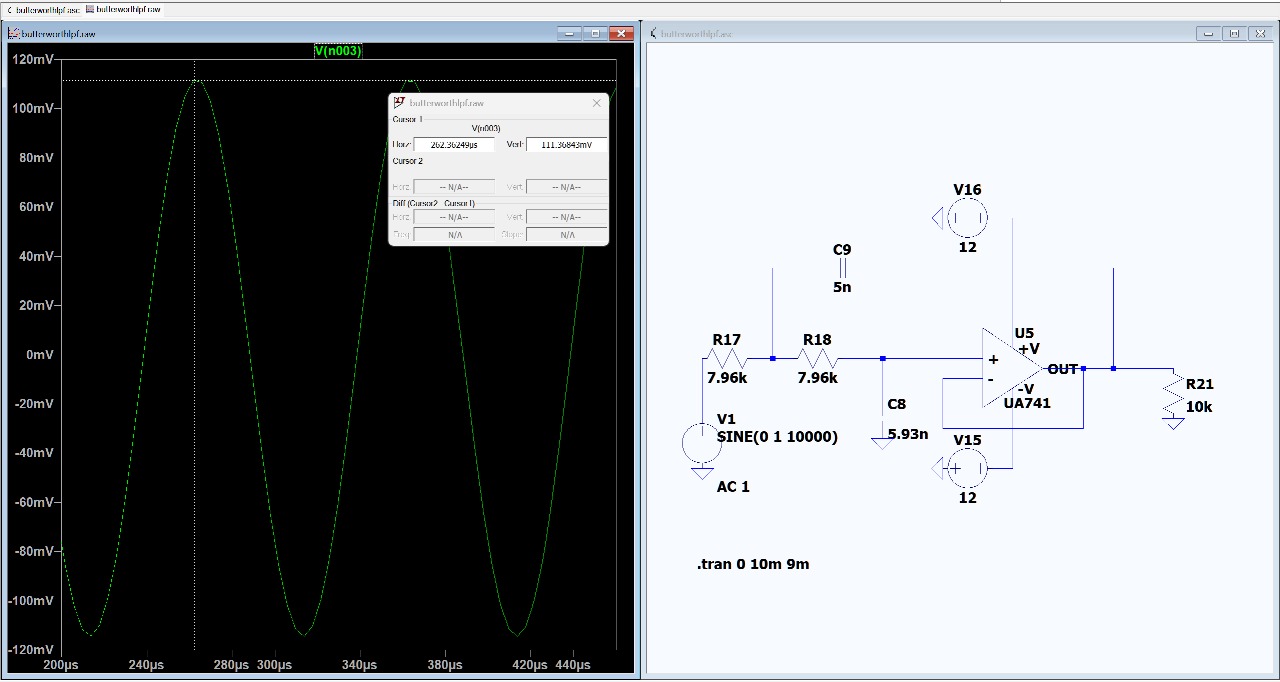 butterworthlpf.asc butterworthlpf.raw
butterworthlpf.raw
V(n003)
120mV
100mV
80mV
60mV
40mV
20mV
0mV
-20mV
-40mV
-60mV
-80mV
-100mV
-120mV
200µs 240µs 280µs 300µs 340µs 380µs 420µs 440µs
butterworthlpf.raw
Cursor 1
V(n003)
Horz: 262.36249µs Vert: 111.36843mV
Cursor 2
Horz: -- N/A-- Vert: -- N/A--
Diff (Cursor2 - Cursor1)
Horz: -- N/A-- Vert: -- N/A--
Freq: N/A Slope: N/A
butterworthlpf.asc
V16
12
C9
5n
R17
7.96k
R18
7.96k
U5
+V
+
-
OUT
-V
UA741
C8
5.93n
R21
10k
V1
SINE(0 1 10000)
AC 1
V15
12
.tran 0 10m 9m